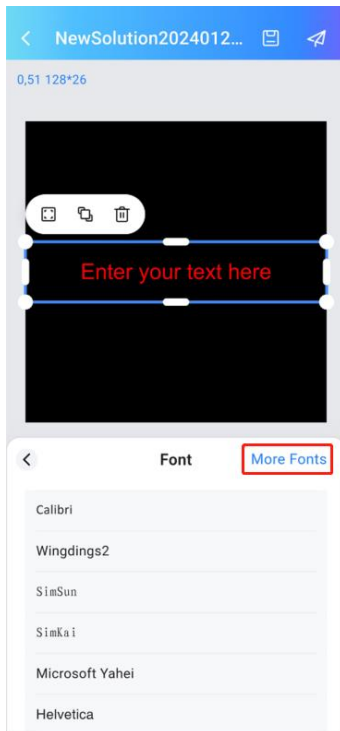 NewSolution2024012...
0,51 128*26
Enter your text here
Font
More Fonts
Calibri
Wingdings2
SimSun
SimKai
Microsoft Yahei
Helvetica